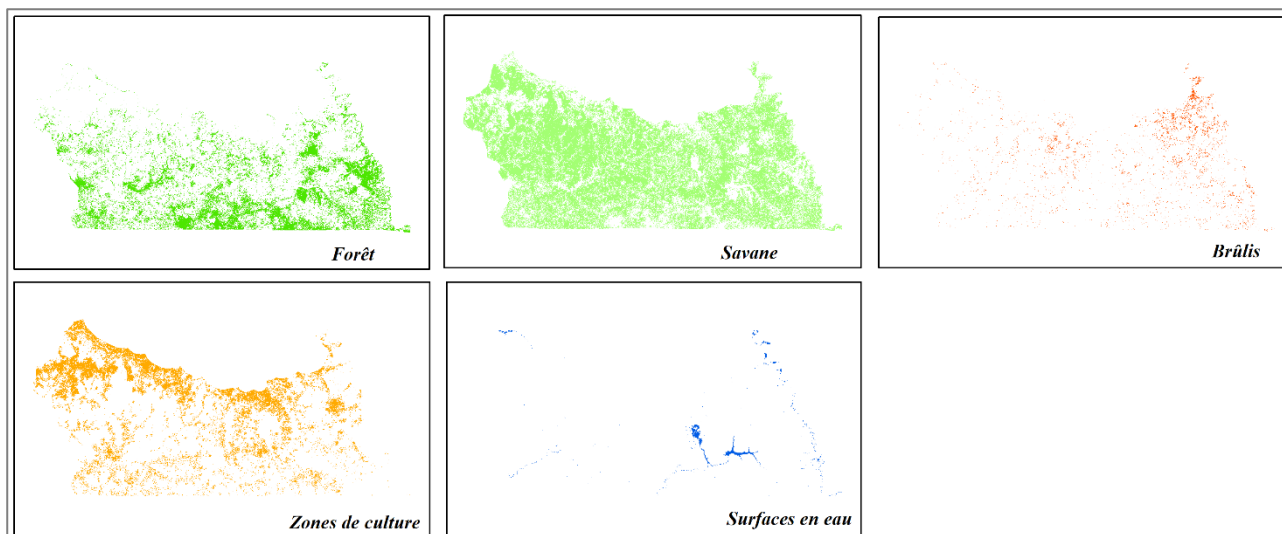 Forêt
Savane
Brûlis
Zones de culture
Surfaces en eau